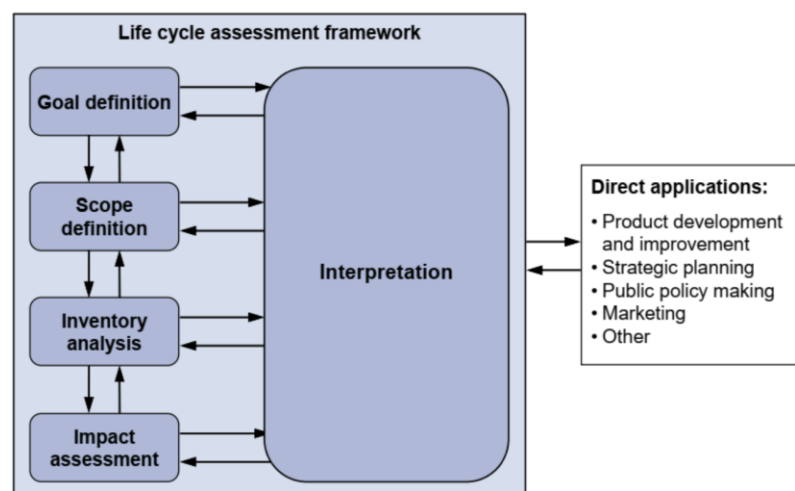 Life cycle assessment framework
Goal definition
Scope
definition
Inventory
analysis
Impact
assessment
Interpretation
Direct applications:
• Product development
and improvement
• Strategic planning
• Public policy making
• Marketing
• Other